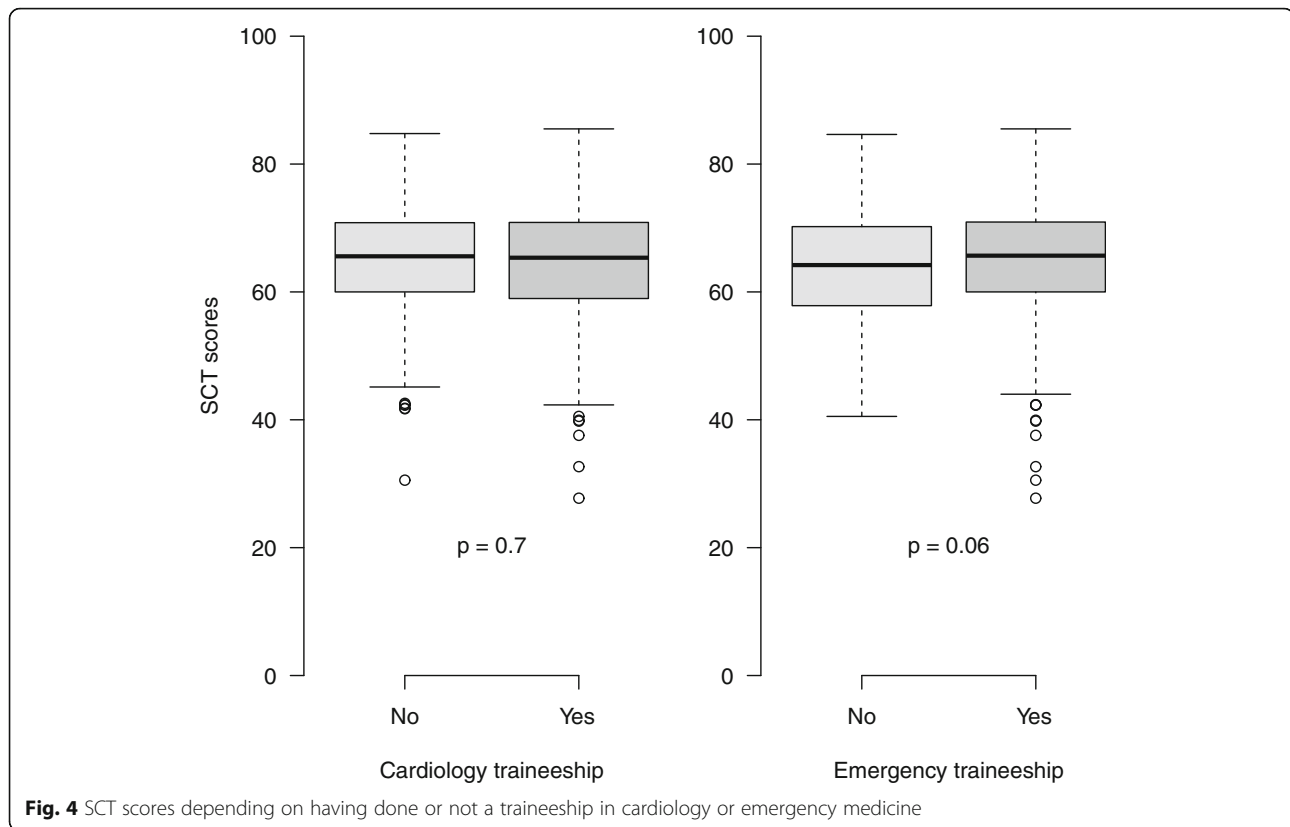 100
80
60
40
20
0
SCT scores
p = 0.7
No Yes
Cardiology traineeship
100
80
60
40
20
0
p = 0.06
No Yes
Emergency traineeship
Fig. 4 SCT scores depending on having done or not a traineeship in cardiology or emergency medicine